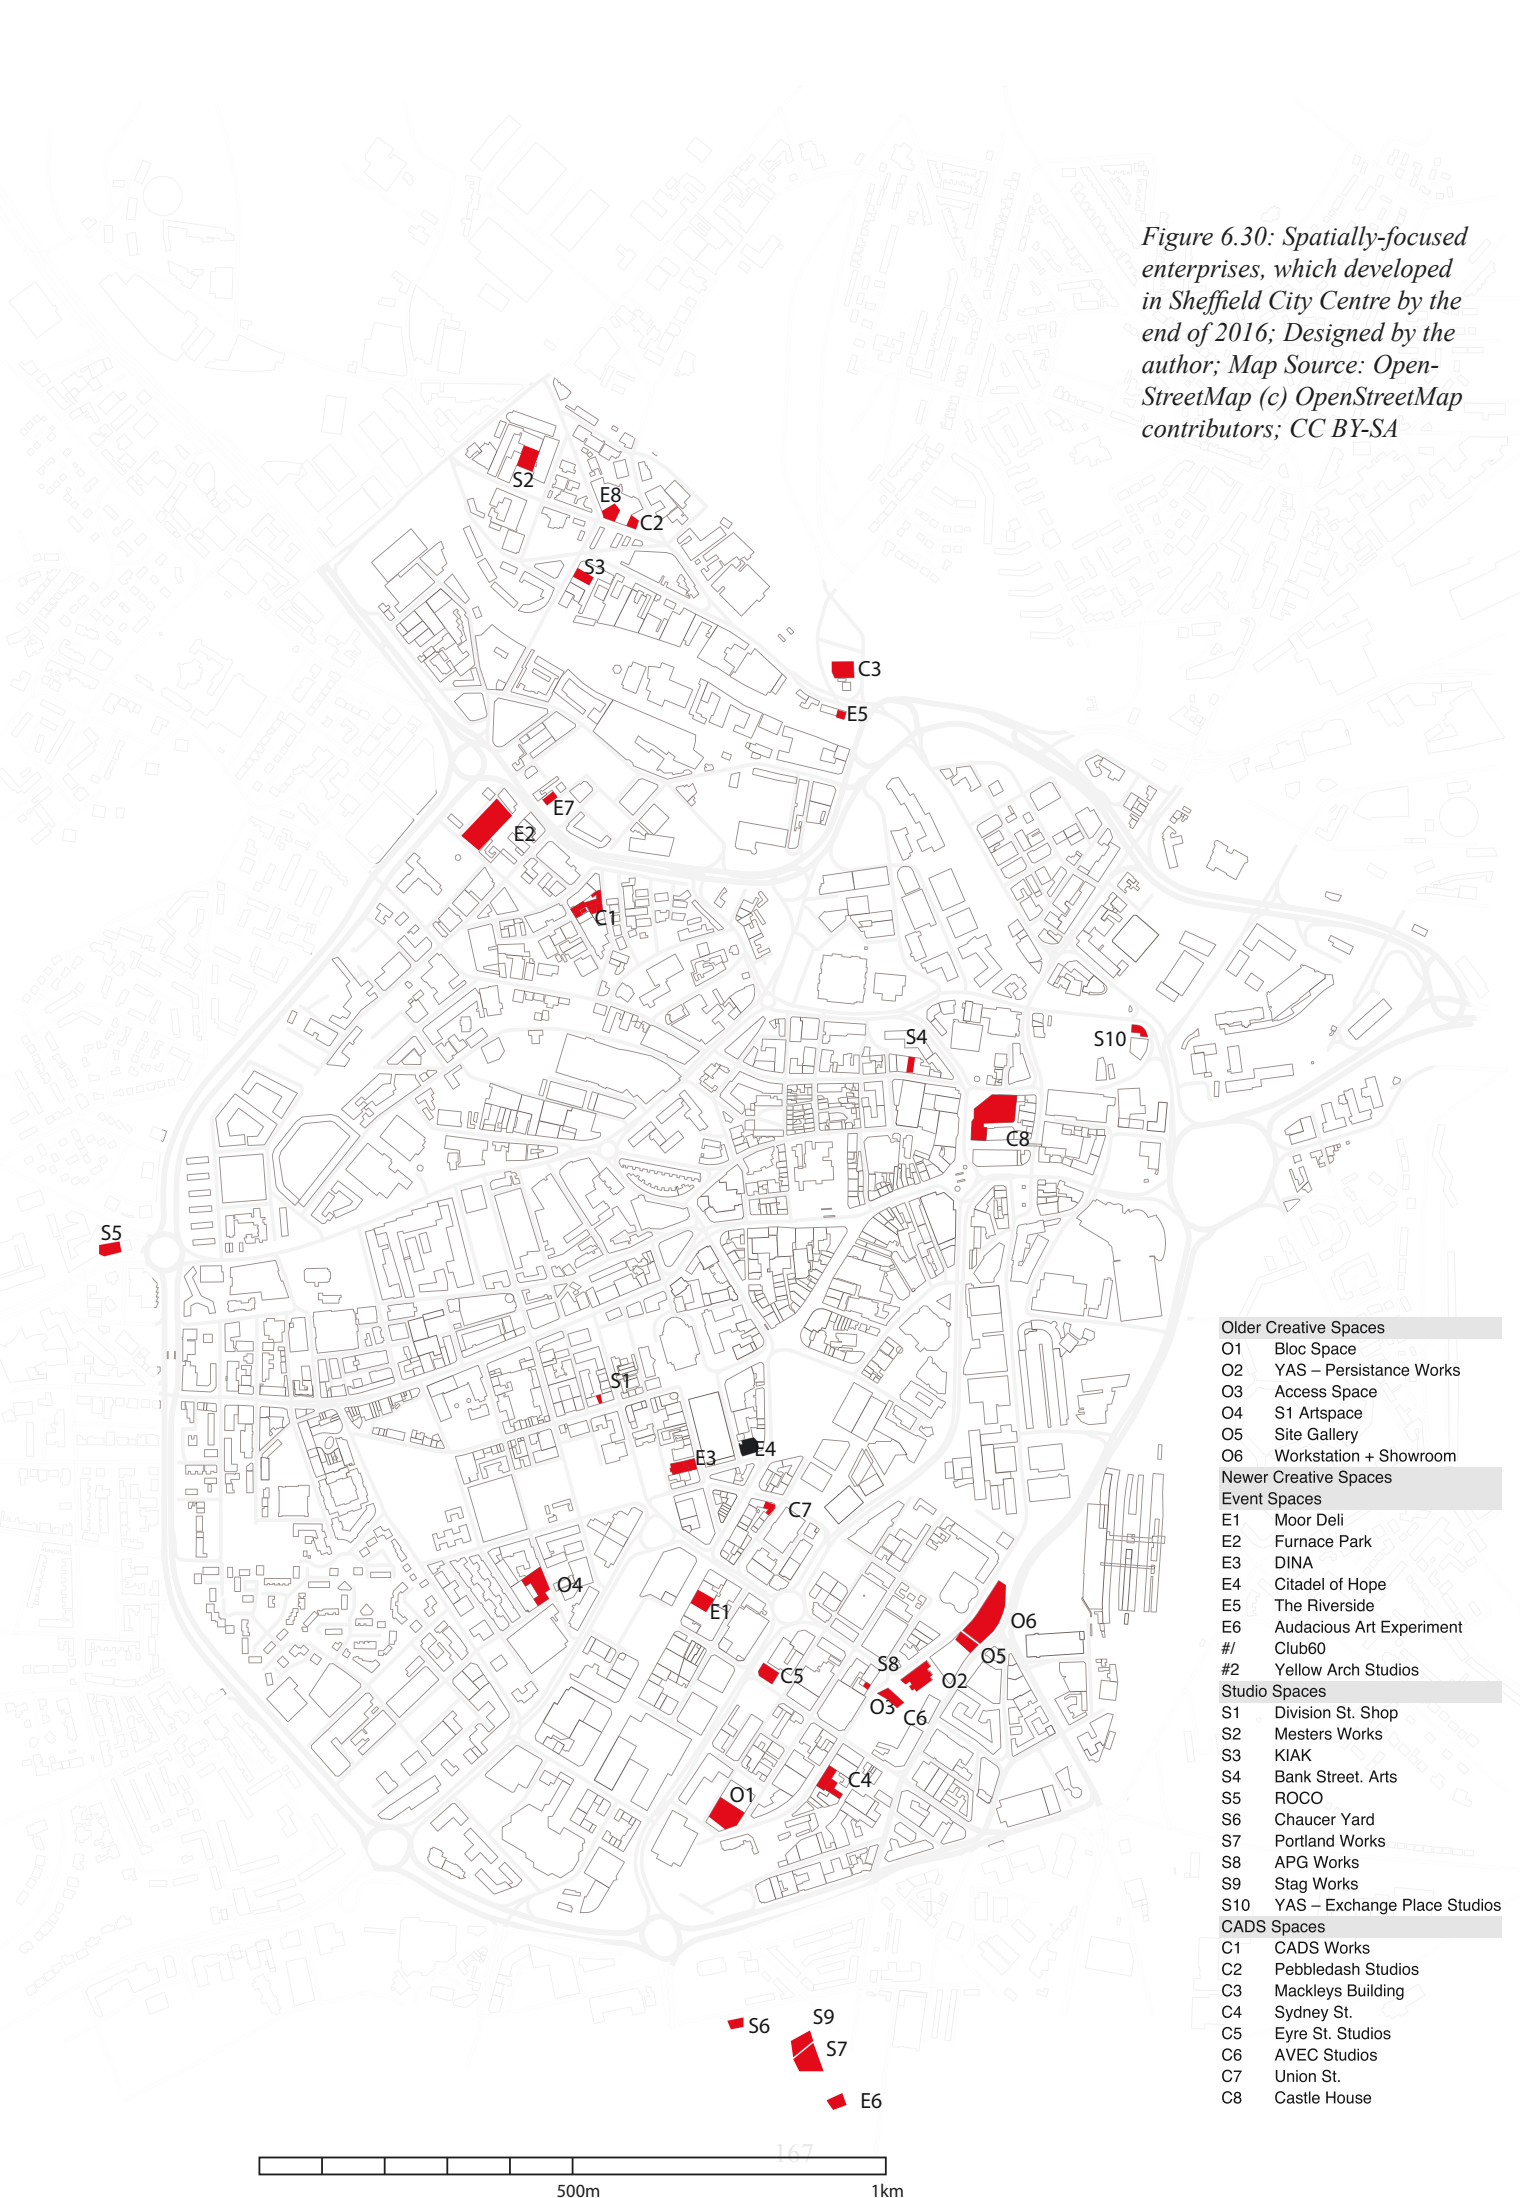 Figure 6.30: Spatially-focused
enterprises, which developed
in Sheffield City Centre by the
end of 2016; Designed by the
author; Map Source: Open-
StreetMap (c) OpenStreetMap
contributors; CC BY-SA
S2
E8
C2
S3
C3
E5
E7
E2
C1
S4
S10
C8
S5
S1
E4
E3
C7
O4
E1
O6
O5
S8
C5
O2
O3
C6
C4
O1
S9
S6
S7
E6
Older Creative Spaces
O1 Bloc Space
O2 YAS – Persistance Works
O3 Access Space
O4 S1 Artspace
O5 Site Gallery
O6 Workstation + Showroom
Newer Creative Spaces
Event Spaces
E1 Moor Deli
E2 Furnace Park
E3 DINA
E4 Citadel of Hope
E5 The Riverside
E6 Audacious Art Experiment
#/ Club60
#2 Yellow Arch Studios
Studio Spaces
S1 Division St. Shop
S2 Mesters Works
S3 KIAK
S4 Bank Street. Arts
S5 ROCO
S6 Chaucer Yard
S7 Portland Works
S8 APG Works
S9 Stag Works
S10 YAS – Exchange Place Studios
CADS Spaces
C1 CADS Works
C2 Pebbledash Studios
C3 Mackleys Building
C4 Sydney St.
C5 Eyre St. Studios
C6 AVEC Studios
C7 Union St.
C8 Castle House
167
500m 1km